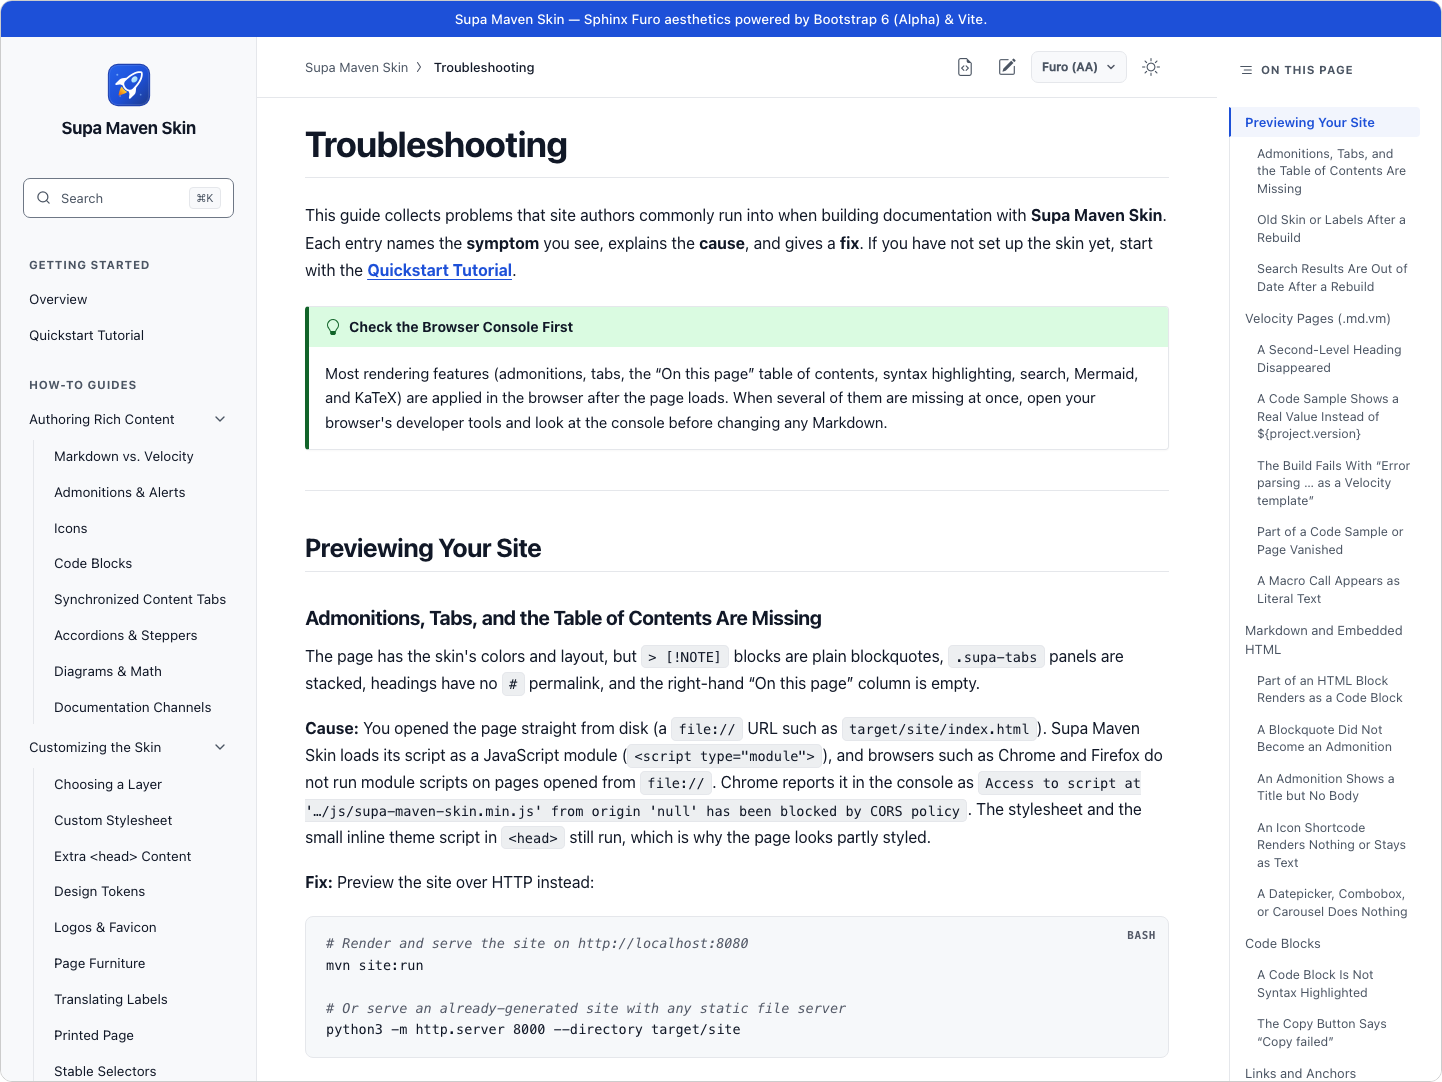 Supa Maven Skin — Sphinx Furo aesthetics powered by Bootstrap 6 (Alpha) & Vite.
Supa Maven Skin
Search
⌘K
GETTING STARTED
Overview
Quickstart Tutorial
HOW-TO GUIDES
Authoring Rich Content
Markdown vs. Velocity
Admonitions & Alerts
Icons
Code Blocks
Synchronized Content Tabs
Accordions & Steppers
Diagrams & Math
Documentation Channels
Customizing the Skin
Choosing a Layer
Custom Stylesheet
Extra <head> Content
Design Tokens
Logos & Favicon
Page Furniture
Translating Labels
Printed Page
Stable Selectors
Supa Maven Skin
Troubleshooting
Furo (AA)
Troubleshooting
This guide collects problems that site authors commonly run into when building documentation with Supa Maven Skin.
Each entry names the symptom you see, explains the cause, and gives a fix. If you have not set up the skin yet, start
with the Quickstart Tutorial.
Check the Browser Console First
Most rendering features (admonitions, tabs, the “On this page” table of contents, syntax highlighting, search, Mermaid,
and KaTeX) are applied in the browser after the page loads. When several of them are missing at once, open your
browser's developer tools and look at the console before changing any Markdown.
Previewing Your Site
Admonitions, Tabs, and the Table of Contents Are Missing
The page has the skin's colors and layout, but > [!NOTE] blocks are plain blockquotes, .supa-tabs panels are
stacked, headings have no # permalink, and the right-hand “On this page” column is empty.
Cause: You opened the page straight from disk (a file:// URL such as target/site/index.html). Supa Maven
Skin loads its script as a JavaScript module (<script type="module">), and browsers such as Chrome and Firefox do
not run module scripts on pages opened from file://. Chrome reports it in the console as Access to script at
'…/js/supa-maven-skin.min.js' from origin 'null' has been blocked by CORS policy. The stylesheet and the
small inline theme script in <head> still run, which is why the page looks partly styled.
Fix: Preview the site over HTTP instead:
BASH
# Render and serve the site on http://localhost:8080
mvn site:run
# Or serve an already-generated site with any static file server
python3 -m http.server 8000 --directory target/site
ON THIS PAGE
Previewing Your Site
Admonitions, Tabs, and
the Table of Contents Are
Missing
Old Skin or Labels After a
Rebuild
Search Results Are Out of
Date After a Rebuild
Velocity Pages (.md.vm)
A Second-Level Heading
Disappeared
A Code Sample Shows a
Real Value Instead of
${project.version}
The Build Fails With “Error
parsing … as a Velocity
template”
Part of a Code Sample or
Page Vanished
A Macro Call Appears as
Literal Text
Markdown and Embedded
HTML
Part of an HTML Block
Renders as a Code Block
A Blockquote Did Not
Become an Admonition
An Admonition Shows a
Title but No Body
An Icon Shortcode
Renders Nothing or Stays
as Text
A Datepicker, Combobox,
or Carousel Does Nothing
Code Blocks
A Code Block Is Not
Syntax Highlighted
The Copy Button Says
“Copy failed”
Links and Anchors